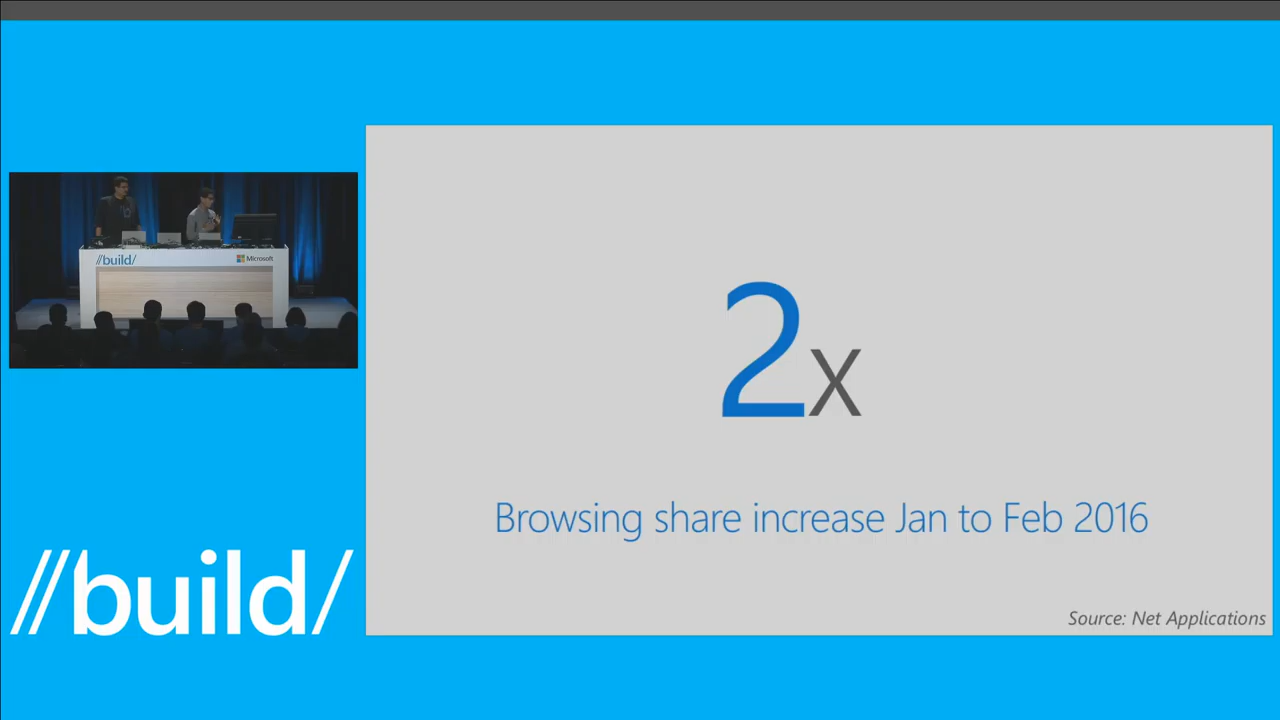 //build/
Microsoft
2x
Browsing share increase Jan to Feb 2016
Source: Net Applications
//build/